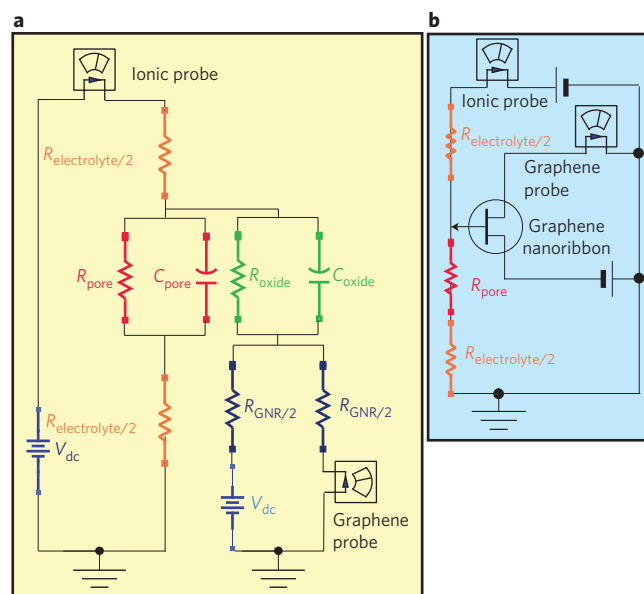 a
Ionic probe
Relectrolyte/2
Rpore
Cpore
Roxide
Coxide
Relectrolyte/2
Vdc
RGNR/2
RGNR/2
Vdc
Graphene
probe
b
Ionic probe
Relectrolyte/2
Graphene
probe
Graphene
nanoribbon
Rpore
Relectrolyte/2